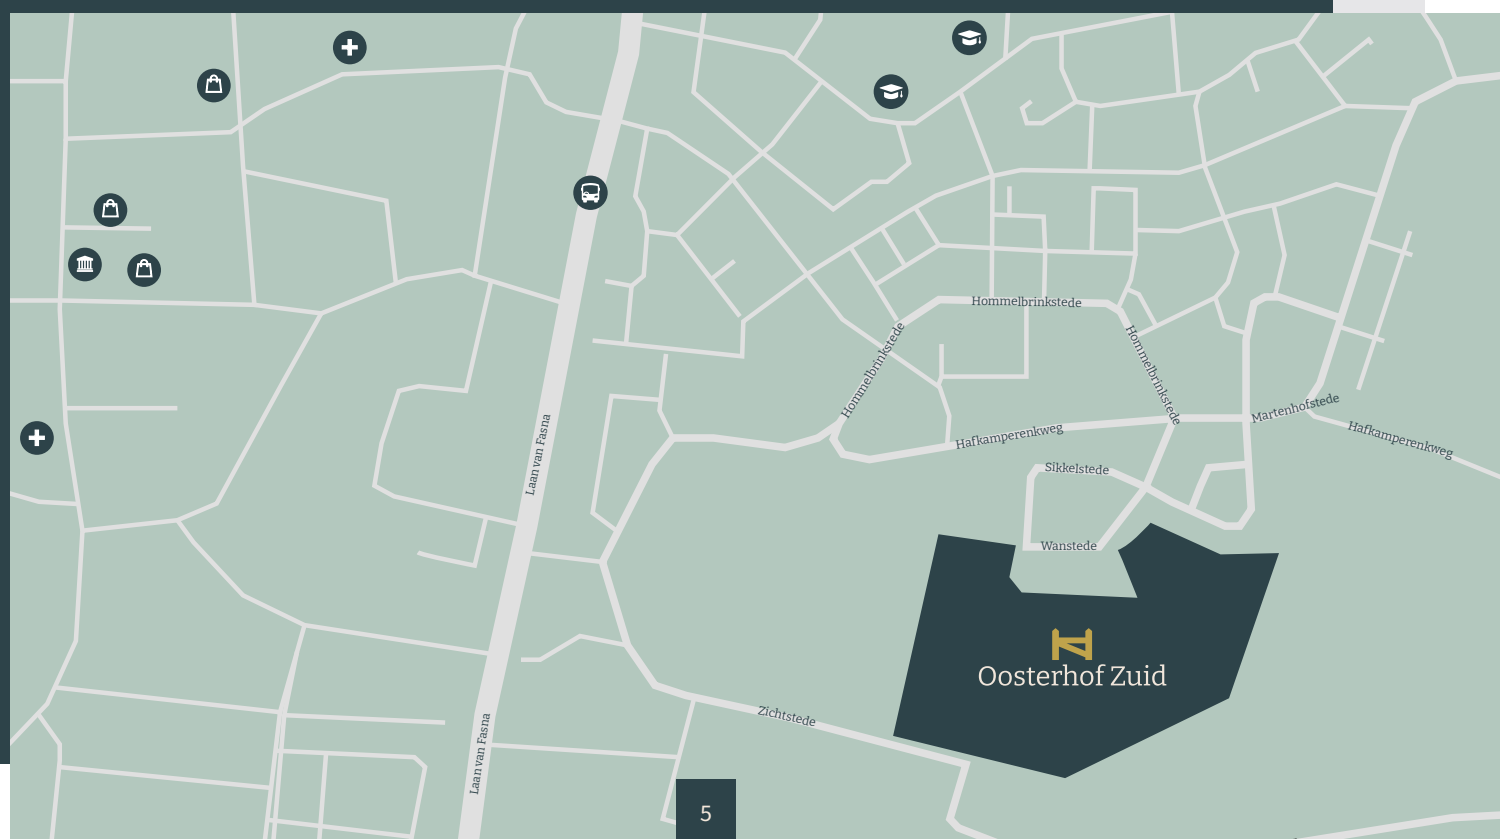 Hommelbrinkstede
Hommelbrinkstede
Hommelbrinkstede
Martenhofstede
Laan van Fasna
Hafkamperenkweg
Hafkamperenkweg
Sikkelstede
Wanstede
Oosterhof Zuid
Zichtstede
Laan van Fasna
5